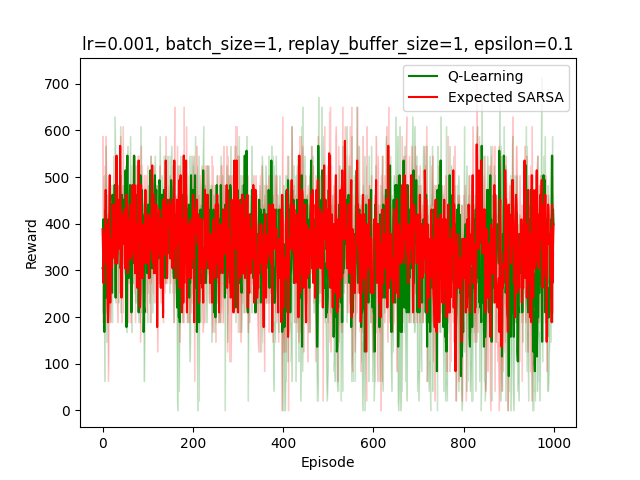 lr=0.001, batch_size=1, replay_buffer_size=1, epsilon=0.1
Q-Learning
Expected SARSA
700
600
500
400
300
200
100
0
Reward
0 200 400 600 800 1000
Episode